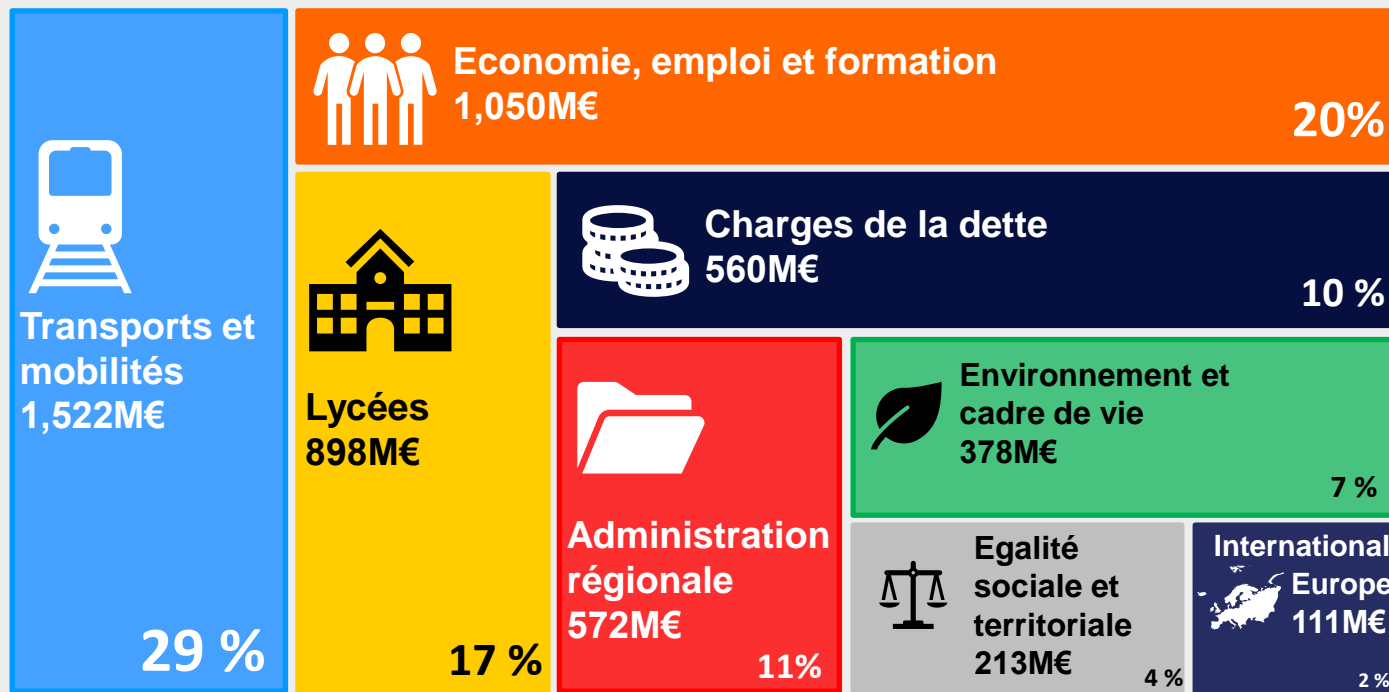 Transports et
mobilités
1,522M€
29 %
Economie, emploi et formation
1,050M€
20%
Lycées
898M€
17 %
Charges de la dette
560M€
10 %
Administration
régionale
572M€
11%
Environnement et
cadre de vie
378M€
7 %
Egalité
sociale et
territoriale
213M€
4 %
International
Europe
111M€
2 %